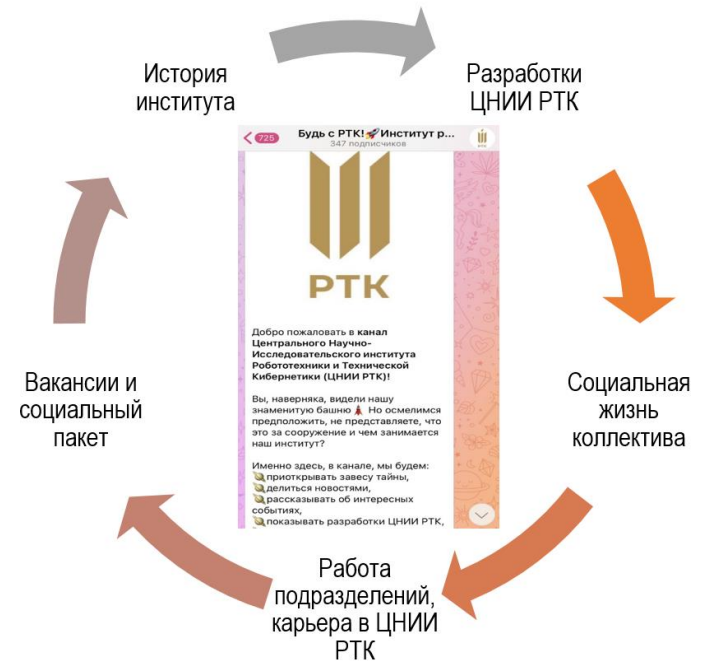 История
института
Разработки
ЦНИИ РТК
725
Будь с РТК!🚀Институт р...
347 подписчиков
РТК
РТК
Добро пожаловать в канал
Центрального Научно-
Исследовательского института
Робототехники и Технической
Кибернетики (ЦНИИ РТК)!
Вы, наверняка, видели нашу
знаменитую башню Но осмелимся
предположить, не представляете, что
это за сооружение и чем занимается
наш институт?
Именно здесь, в канале, мы будем:
приоткрывать завесу тайны,
делиться новостями,
рассказывать об интересных
событиях,
показывать разработки ЦНИИ РТК,
Социальная
жизнь
коллектива
Работа
подразделений,
карьера в ЦНИИ
РТК
Вакансии и
социальный
пакет